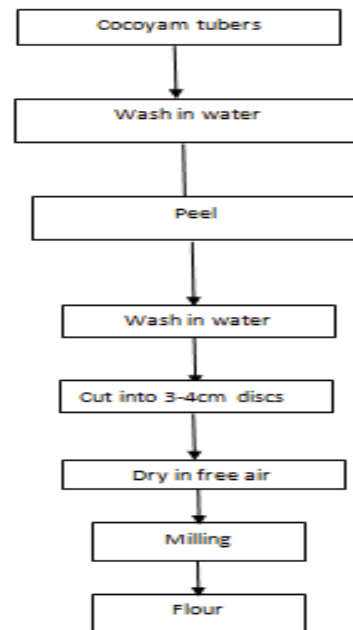 Cocoyam tubers
Wash in water
Peel
Wash in water
Cut into 3-4cm discs
Dry in free air
Milling
Flour